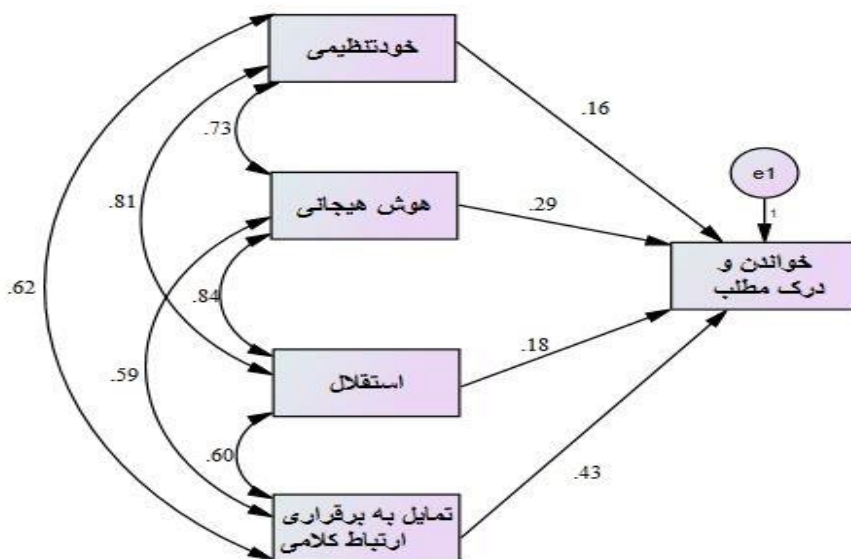 خودتنظیمی
.16
.73
e1
1
هوش هیجانی
.29
.81
خواندن و
درک مطلب
.62
.84
.18
.59
استقلال
.60
.43
تمایل به برقراری
ارتباط کلامی